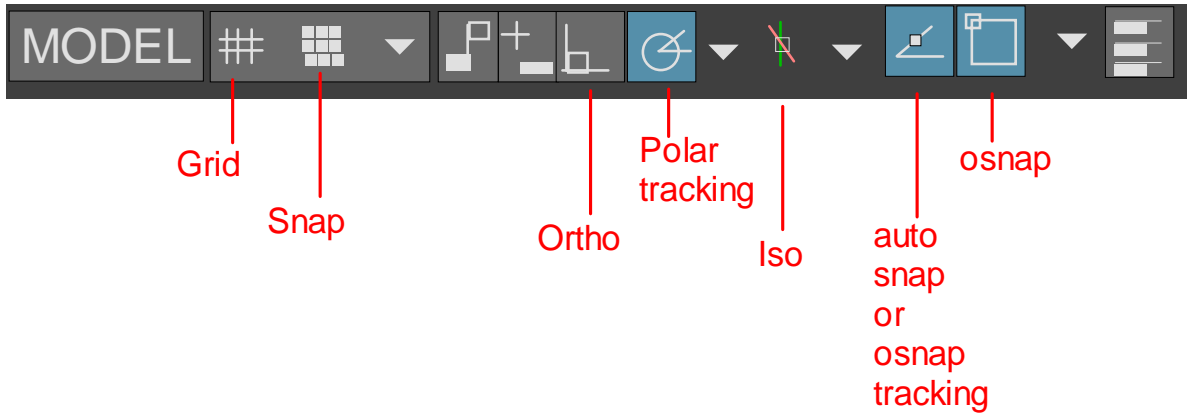 MODEL
Grid
Snap
Ortho
Polar
tracking
Iso
auto
snap
or
osnap
tracking
osnap